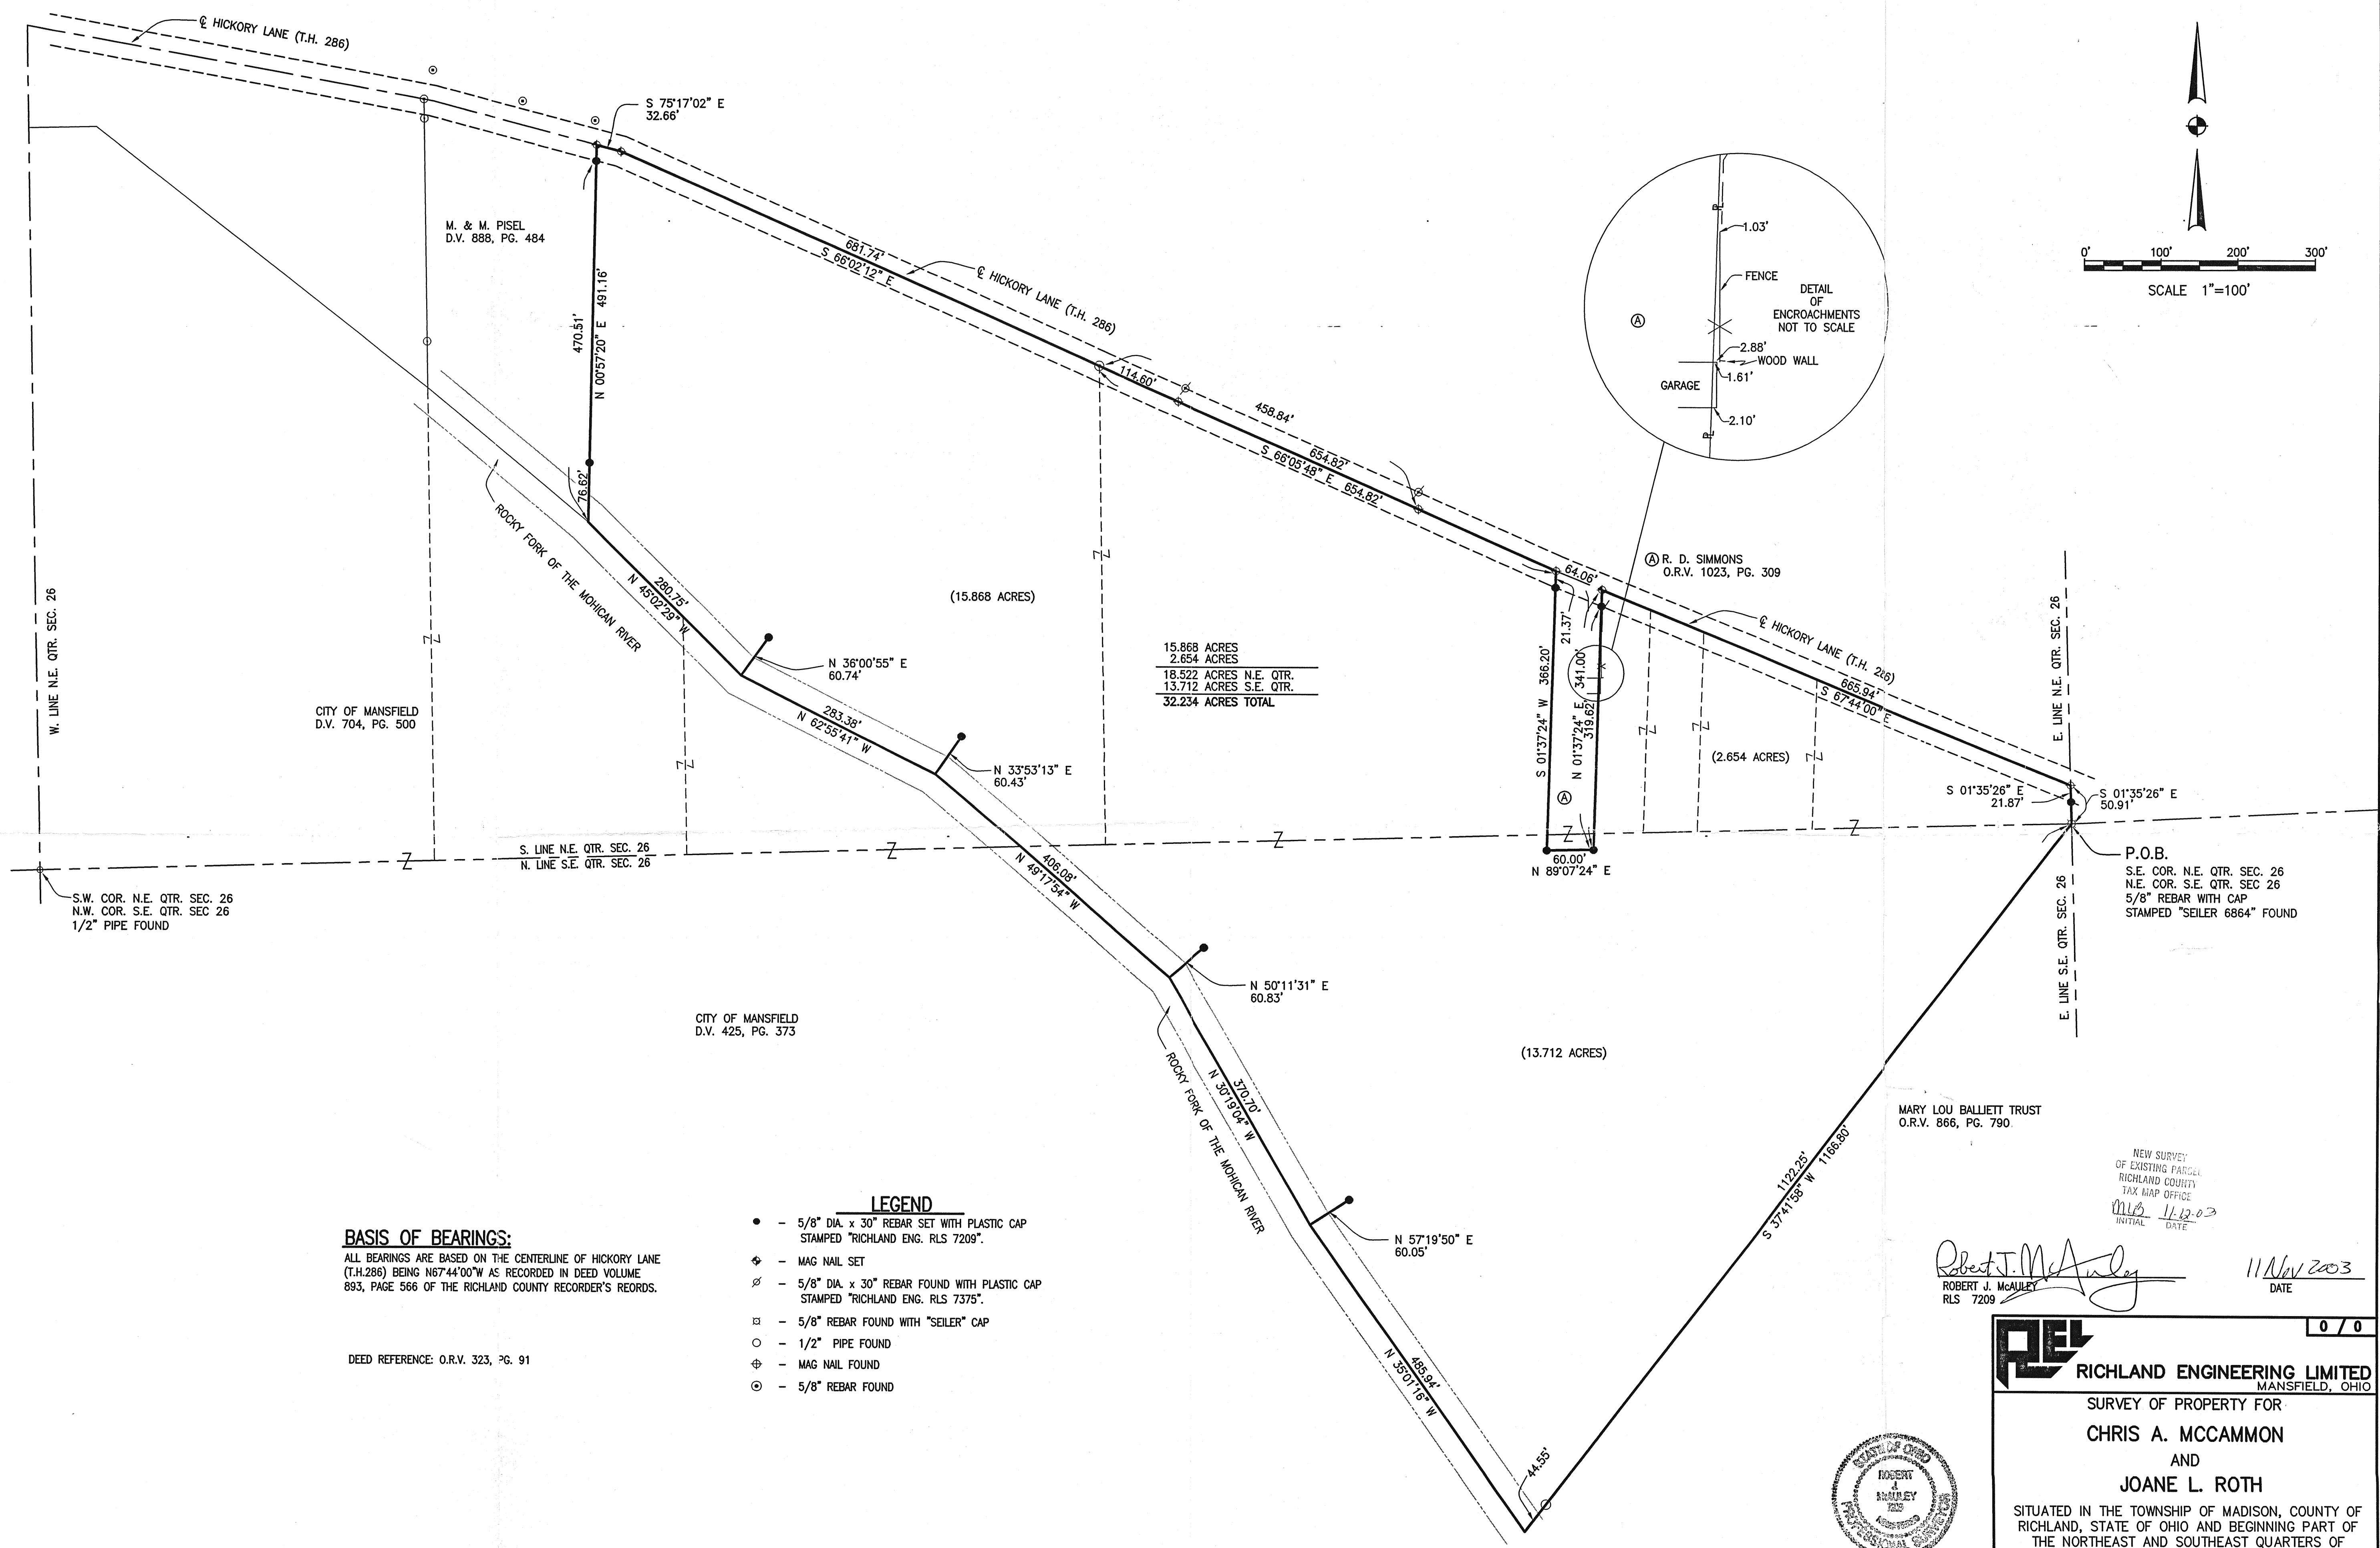 ℄ HICKORY LANE (T.H. 286)
S 75°17'02" E
32.66'
M. & M. PISEL
D.V. 888, PG. 484
470.51'
N 00°57'20" E 491.16'
76.62'
681.74'
S 66°02'12" E
℄ HICKORY LANE (T.H. 286)
114.60'
458.84'
654.82'
S 66°05'48" E 654.82'
1.03'
FENCE
DETAIL
OF
ENCROACHMENTS
NOT TO SCALE
Ⓐ
2.88'
WOOD WALL
1.61'
GARAGE
2.10'
0' 100' 200' 300'
SCALE 1"=100'
Ⓐ R. D. SIMMONS
O.R.V. 1023, PG. 309
64.06'
21.37'
S 01°37'24" W 366.20'
N 01°37'24" E 341.00'
319.62'
Ⓐ
60.00'
N 89°07'24" E
℄ HICKORY LANE (T.H. 286)
665.94'
S 67°44'00" E
(2.654 ACRES)
E. LINE N.E. QTR. SEC. 26
S 01°35'26" E
21.87'
S 01°35'26" E
50.91'
P.O.B.
S.E. COR. N.E. QTR. SEC. 26
N.E. COR. S.E. QTR. SEC 26
5/8" REBAR WITH CAP
STAMPED "SEILER 6864" FOUND
E. LINE S.E. QTR. SEC. 26
W. LINE N.E. QTR. SEC. 26
ROCKY FORK OF THE MOHICAN RIVER
280.75'
N 45°02'29" W
N 36°00'55" E
60.74'
(15.868 ACRES)
15.868 ACRES
2.654 ACRES
18.522 ACRES N.E. QTR.
13.712 ACRES S.E. QTR.
32.234 ACRES TOTAL
CITY OF MANSFIELD
D.V. 704, PG. 500
283.38'
N 62°55'41" W
N 33°53'13" E
60.43'
S. LINE N.E. QTR. SEC. 26
N. LINE S.E. QTR. SEC. 26
S.W. COR. N.E. QTR. SEC. 26
N.W. COR. S.E. QTR. SEC 26
1/2" PIPE FOUND
406.08'
N 49°17'54" W
N 50°11'31" E
60.83'
CITY OF MANSFIELD
D.V. 425, PG. 373
(13.712 ACRES)
ROCKY FORK OF THE MOHICAN RIVER
370.70'
N 30°19'04" W
N 57°19'50" E
60.05'
485.94'
N 35°01'16" W
44.55'
1122.25'
S 37°41'58" W 1166.80'
MARY LOU BALLIETT TRUST
O.R.V. 866, PG. 790
BASIS OF BEARINGS:
ALL BEARINGS ARE BASED ON THE CENTERLINE OF HICKORY LANE
(T.H.286) BEING N67°44'00"W AS RECORDED IN DEED VOLUME
893, PAGE 566 OF THE RICHLAND COUNTY RECORDER'S REORDS.
DEED REFERENCE: O.R.V. 323, PG. 91
LEGEND
– 5/8" DIA. x 30" REBAR SET WITH PLASTIC CAP
STAMPED "RICHLAND ENG. RLS 7209".
– MAG NAIL SET
– 5/8" DIA. x 30" REBAR FOUND WITH PLASTIC CAP
STAMPED "RICHLAND ENG. RLS 7375".
– 5/8" REBAR FOUND WITH "SEILER" CAP
– 1/2" PIPE FOUND
– MAG NAIL FOUND
– 5/8" REBAR FOUND
NEW SURVEY
OF EXISTING PARCEL
RICHLAND COUNTY
TAX MAP OFFICE
MLB 11-12-03
INITIAL DATE
Robert J. McAuley 11 Nov 2003
ROBERT J. McAULEY DATE
RLS 7209
0 / 0
REL
RICHLAND ENGINEERING LIMITED
MANSFIELD, OHIO
SURVEY OF PROPERTY FOR
CHRIS A. MCCAMMON
AND
JOANE L. ROTH
SITUATED IN THE TOWNSHIP OF MADISON, COUNTY OF
RICHLAND, STATE OF OHIO AND BEGINNING PART OF
THE NORTHEAST AND SOUTHEAST QUARTERS OF
STATE OF OHIO
ROBERT
J.
McAULEY
7209
REGISTERED
PROFESSIONAL SURVEYOR